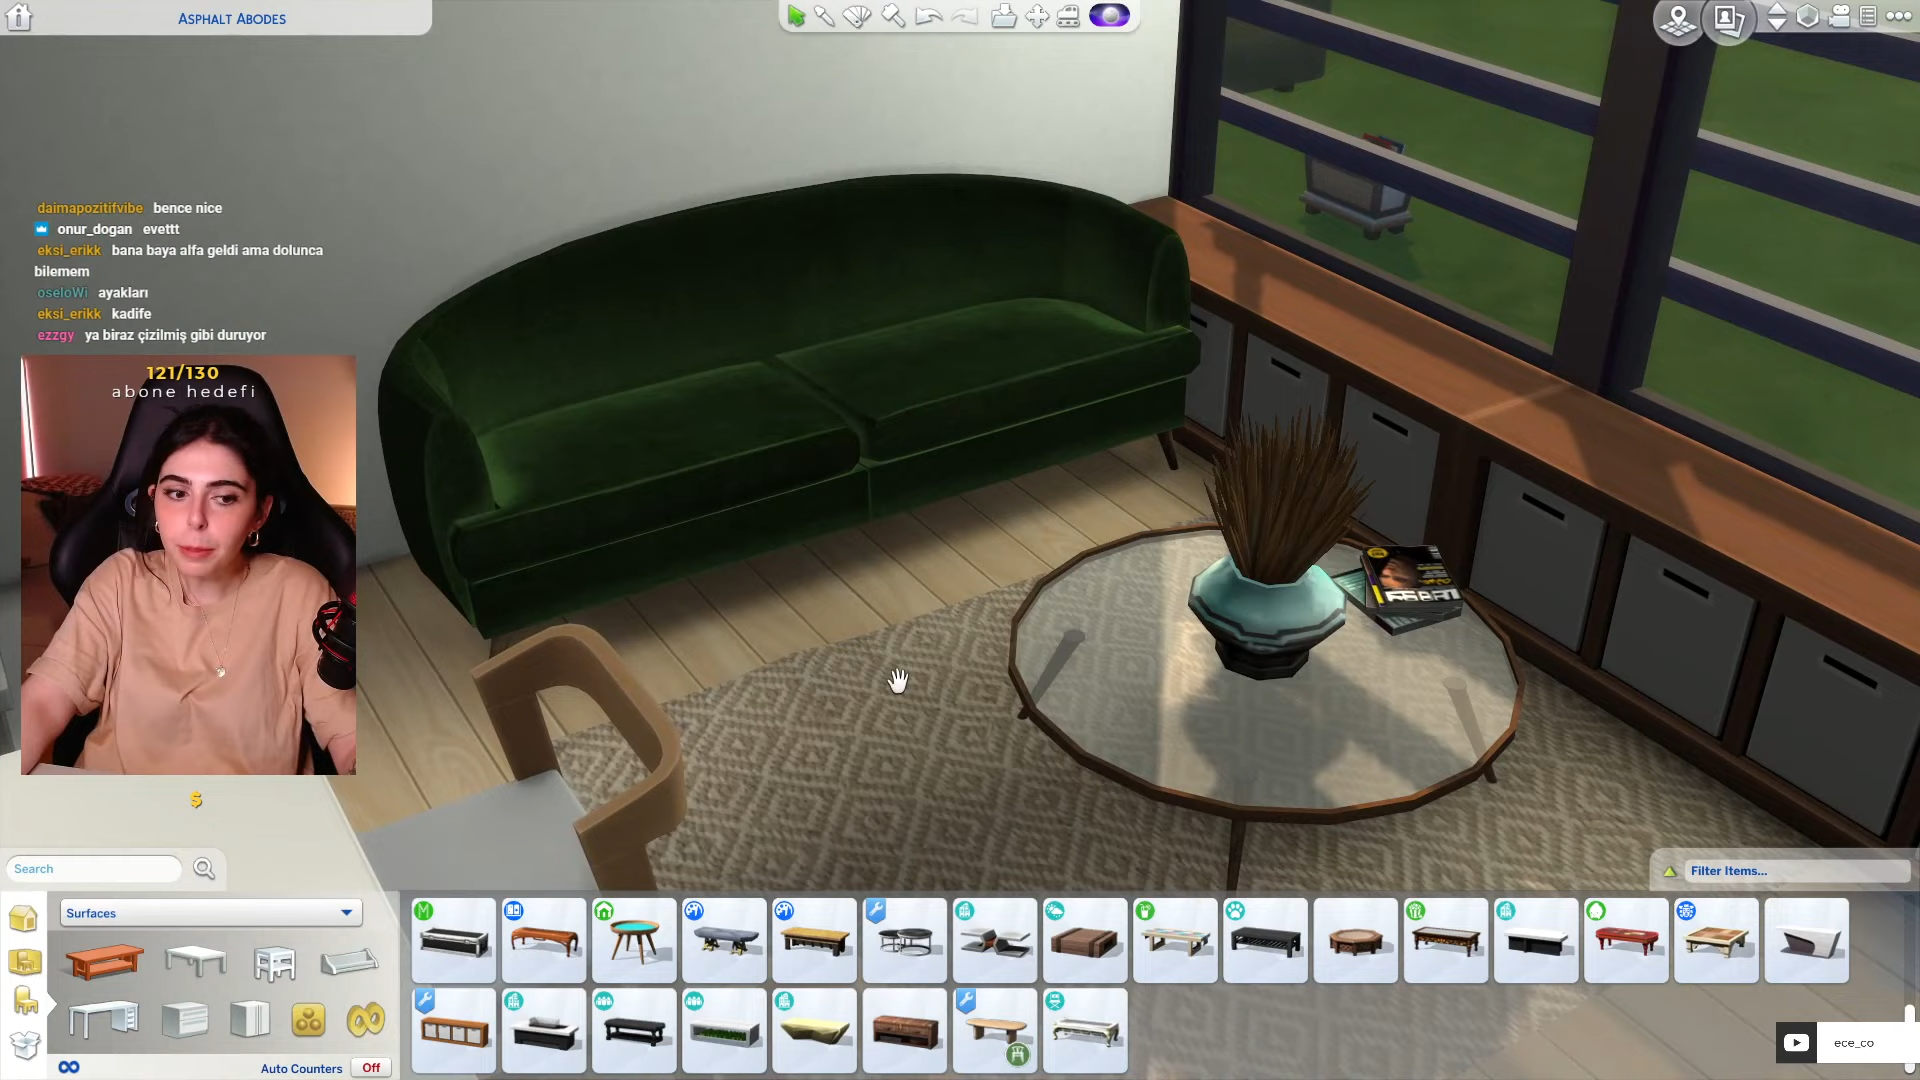 ASPHALT ABODES
daimapozitifvibe bence nice
onur_dogan evettt
eksi_erikk bana baya alfa geldi ama dolunca
bilemem
oseloWi ayakları
eksi_erikk kadife
ezzgy ya biraz çizilmiş gibi duruyor
121/130
abone hedefi
$
Search
Filter Items...
Surfaces
Auto Counters Off
ece_co